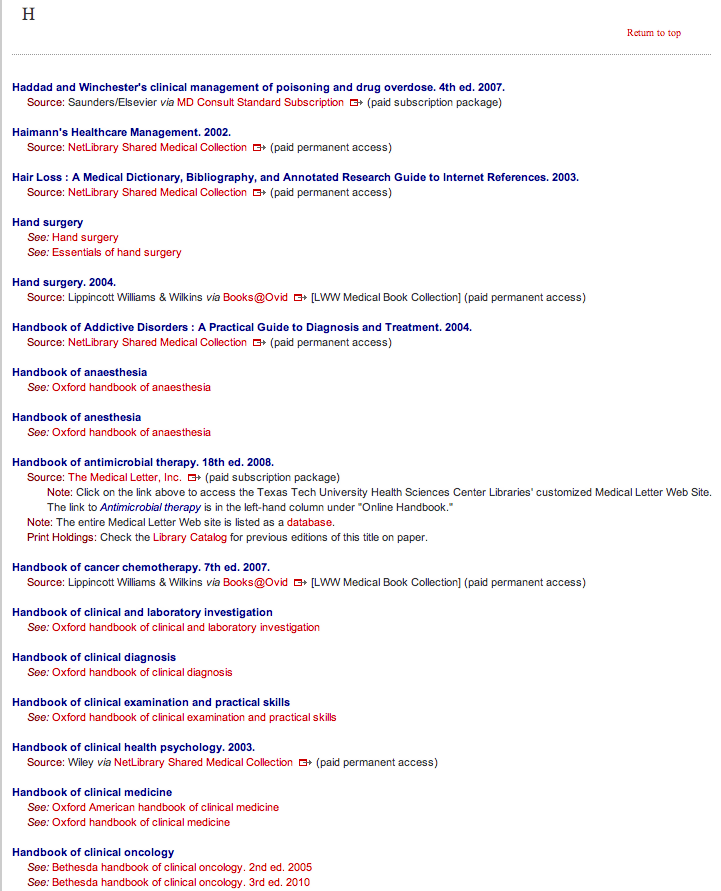 H
Return to top
Haddad and Winchester's clinical management of poisoning and drug overdose. 4th ed. 2007.
Source: Saunders/Elsevier via MD Consult Standard Subscription (paid subscription package)
Haimann's Healthcare Management. 2002.
Source: NetLibrary Shared Medical Collection (paid permanent access)
Hair Loss : A Medical Dictionary, Bibliography, and Annotated Research Guide to Internet References. 2003.
Source: NetLibrary Shared Medical Collection (paid permanent access)
Hand surgery
See: Hand surgery
See: Essentials of hand surgery
Hand surgery. 2004.
Source: Lippincott Williams & Wilkins via Books@Ovid [LWW Medical Book Collection] (paid permanent access)
Handbook of Addictive Disorders : A Practical Guide to Diagnosis and Treatment. 2004.
Source: NetLibrary Shared Medical Collection (paid permanent access)
Handbook of anaesthesia
See: Oxford handbook of anaesthesia
Handbook of anesthesia
See: Oxford handbook of anaesthesia
Handbook of antimicrobial therapy. 18th ed. 2008.
Source: The Medical Letter, Inc. (paid subscription package)
Note: Click on the link above to access the Texas Tech University Health Sciences Center Libraries' customized Medical Letter Web Site.
The link to Antimicrobial therapy is in the left-hand column under "Online Handbook."
Note: The entire Medical Letter Web site is listed as a database.
Print Holdings: Check the Library Catalog for previous editions of this title on paper.
Handbook of cancer chemotherapy. 7th ed. 2007.
Source: Lippincott Williams & Wilkins via Books@Ovid [LWW Medical Book Collection] (paid permanent access)
Handbook of clinical and laboratory investigation
See: Oxford handbook of clinical and laboratory investigation
Handbook of clinical diagnosis
See: Oxford handbook of clinical diagnosis
Handbook of clinical examination and practical skills
See: Oxford handbook of clinical examination and practical skills
Handbook of clinical health psychology. 2003.
Source: Wiley via NetLibrary Shared Medical Collection (paid permanent access)
Handbook of clinical medicine
See: Oxford American handbook of clinical medicine
See: Oxford handbook of clinical medicine
Handbook of clinical oncology
See: Bethesda handbook of clinical oncology. 2nd ed. 2005
See: Bethesda handbook of clinical oncology. 3rd ed. 2010